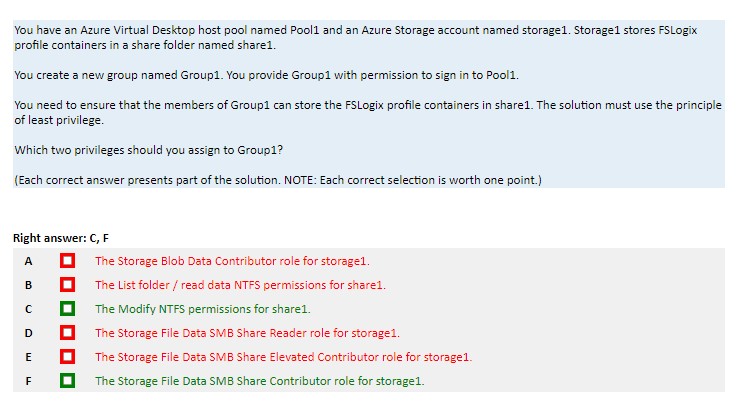 You have an Azure Virtual Desktop host pool named Pool1 and an Azure Storage account named storage1. Storage1 stores FSLogix
profile containers in a share folder named share1.
You create a new group named Group1. You provide Group1 with permission to sign in to Pool1.
You need to ensure that the members of Group1 can store the FSLogix profile containers in share1. The solution must use the principle
of least privilege.
Which two privileges should you assign to Group1?
(Each correct answer presents part of the solution. NOTE: Each correct selection is worth one point.)
Right answer: C, F
A The Storage Blob Data Contributor role for storage1.
B The List folder / read data NTFS permissions for share1.
C The Modify NTFS permissions for share1.
D The Storage File Data SMB Share Reader role for storage1.
E The Storage File Data SMB Share Elevated Contributor role for storage1.
F The Storage File Data SMB Share Contributor role for storage1.